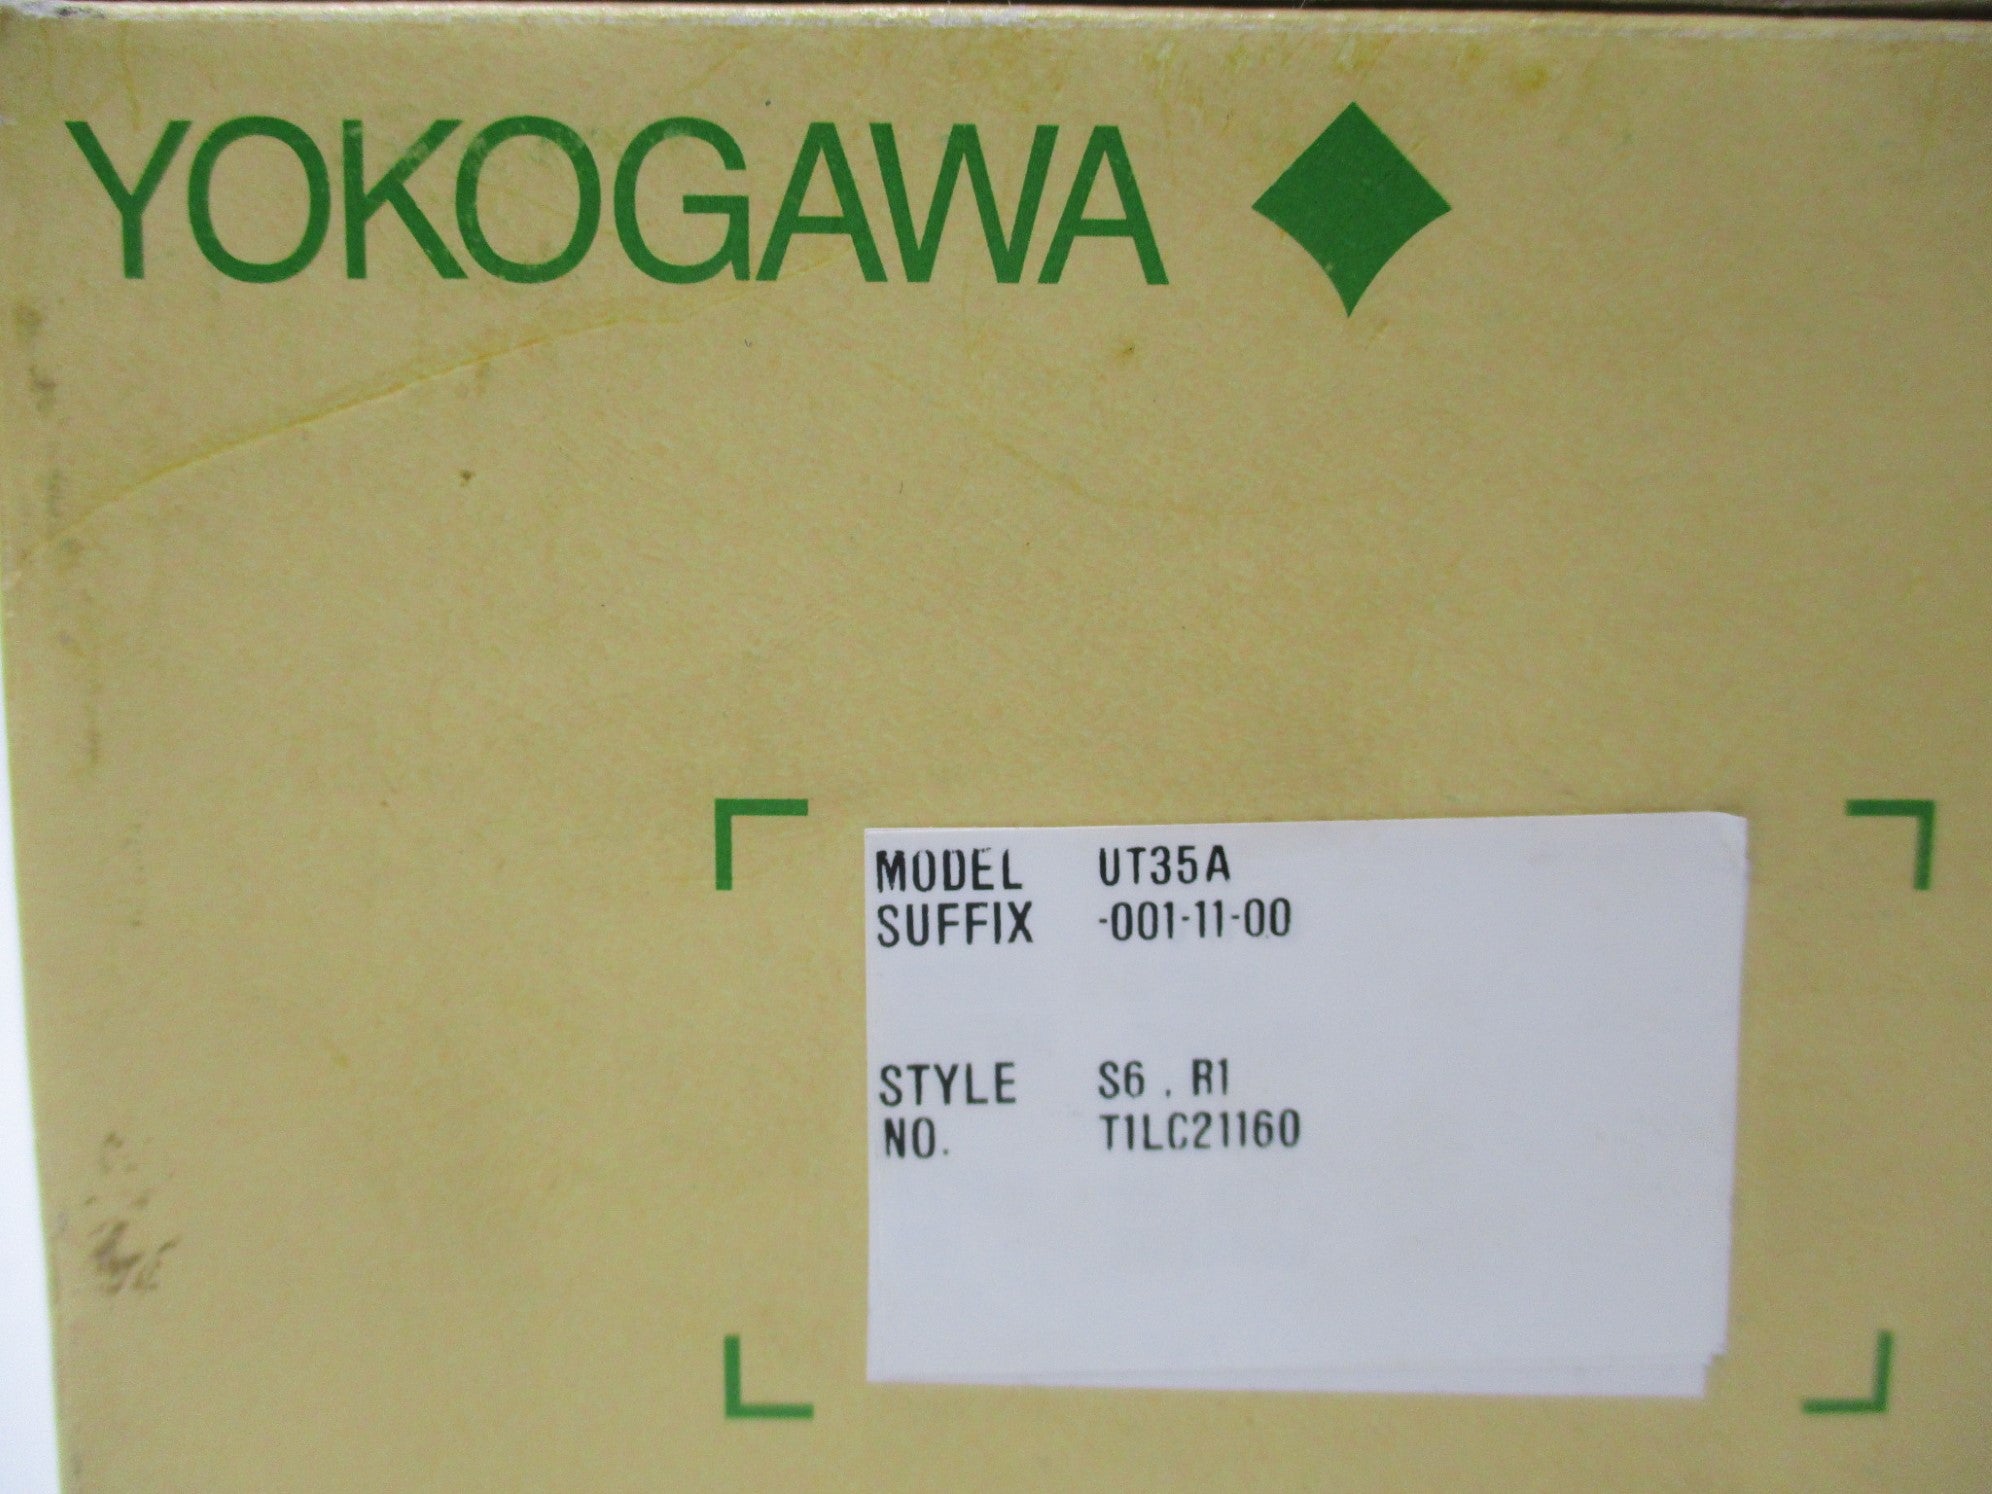 YOKOGAWA
MODEL UT35A
SUFFIX -001-11-00
STYLE S6 . R1
NO. T1LC21160